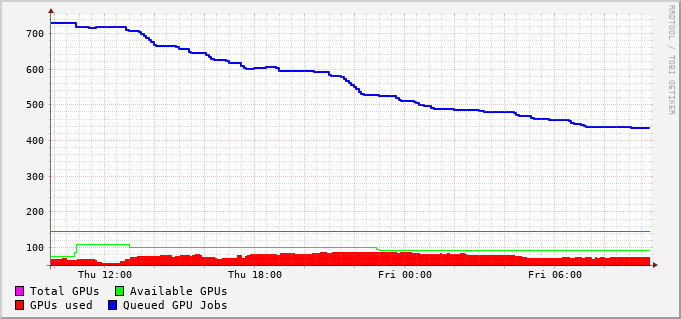 700
600
500
400
300
200
100
Thu 12:00 Thu 18:00 Fri 00:00 Fri 06:00
Total GPUs Available GPUs
GPUs used Queued GPU Jobs
RRDTOOL / TOBI OETIKER